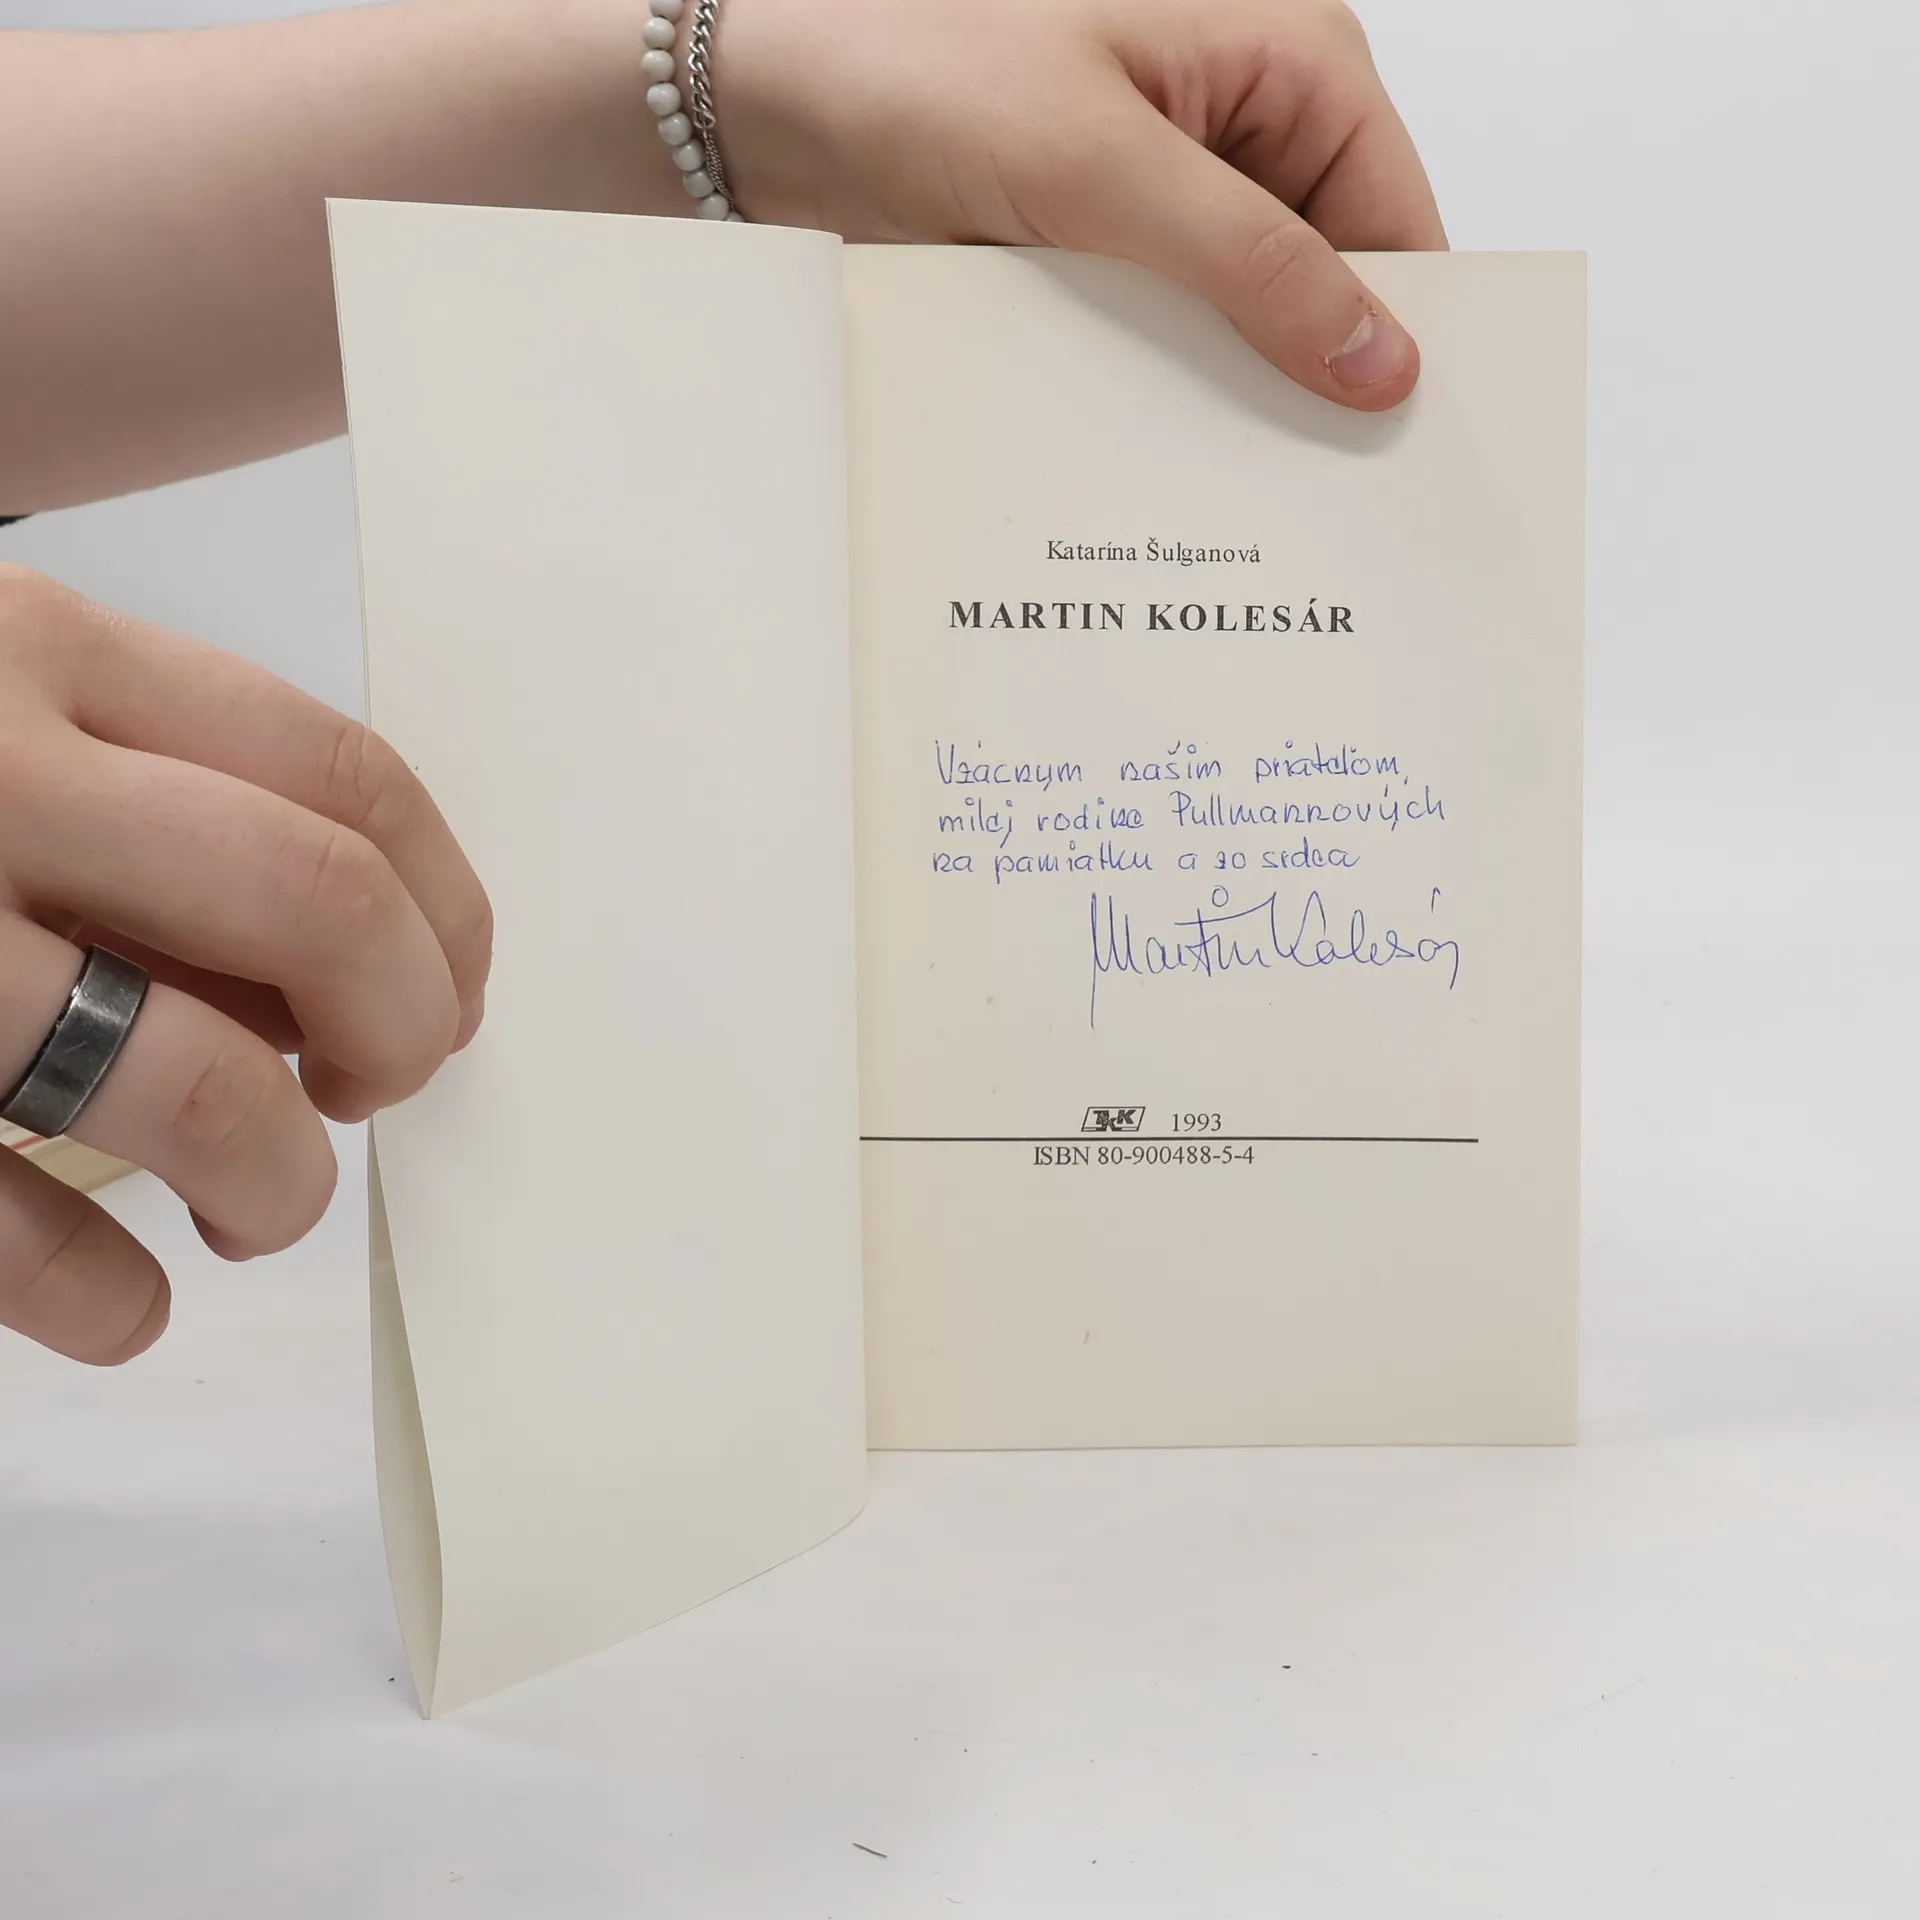 Katarína Šulganová
MARTIN KOLESÁR
Vzácnym našim priateľom,
milej rodine Pullmannových
na pamiatku a zo srdca
Martin Kolesár
TKKK 1993
ISBN 80-900488-5-4